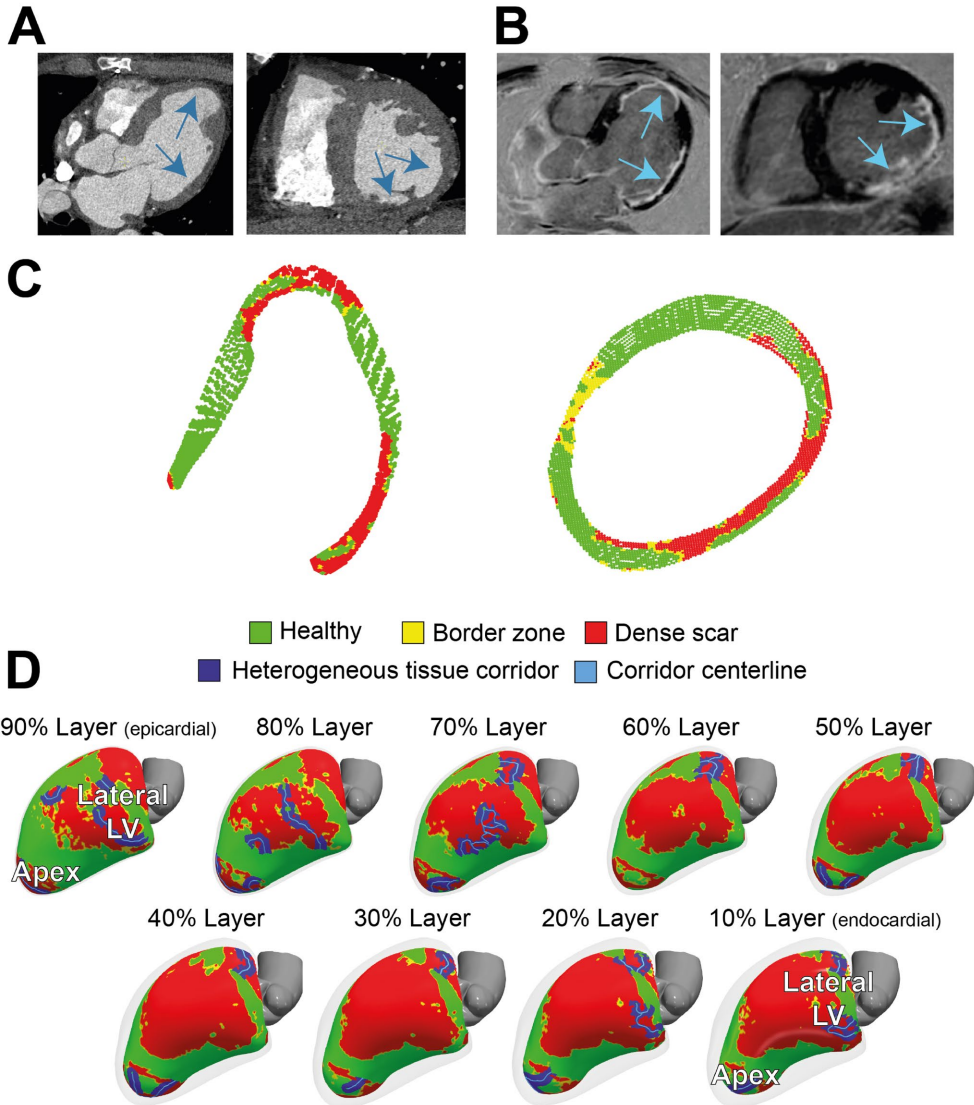 A
B
C
Healthy
Border zone
Dense scar
Heterogeneous tissue corridor
Corridor centerline
D
90% Layer (epicardial)
80% Layer
70% Layer
60% Layer
50% Layer
Lateral
LV
Apex
40% Layer
30% Layer
20% Layer
10% Layer (endocardial)
Lateral
LV
Apex